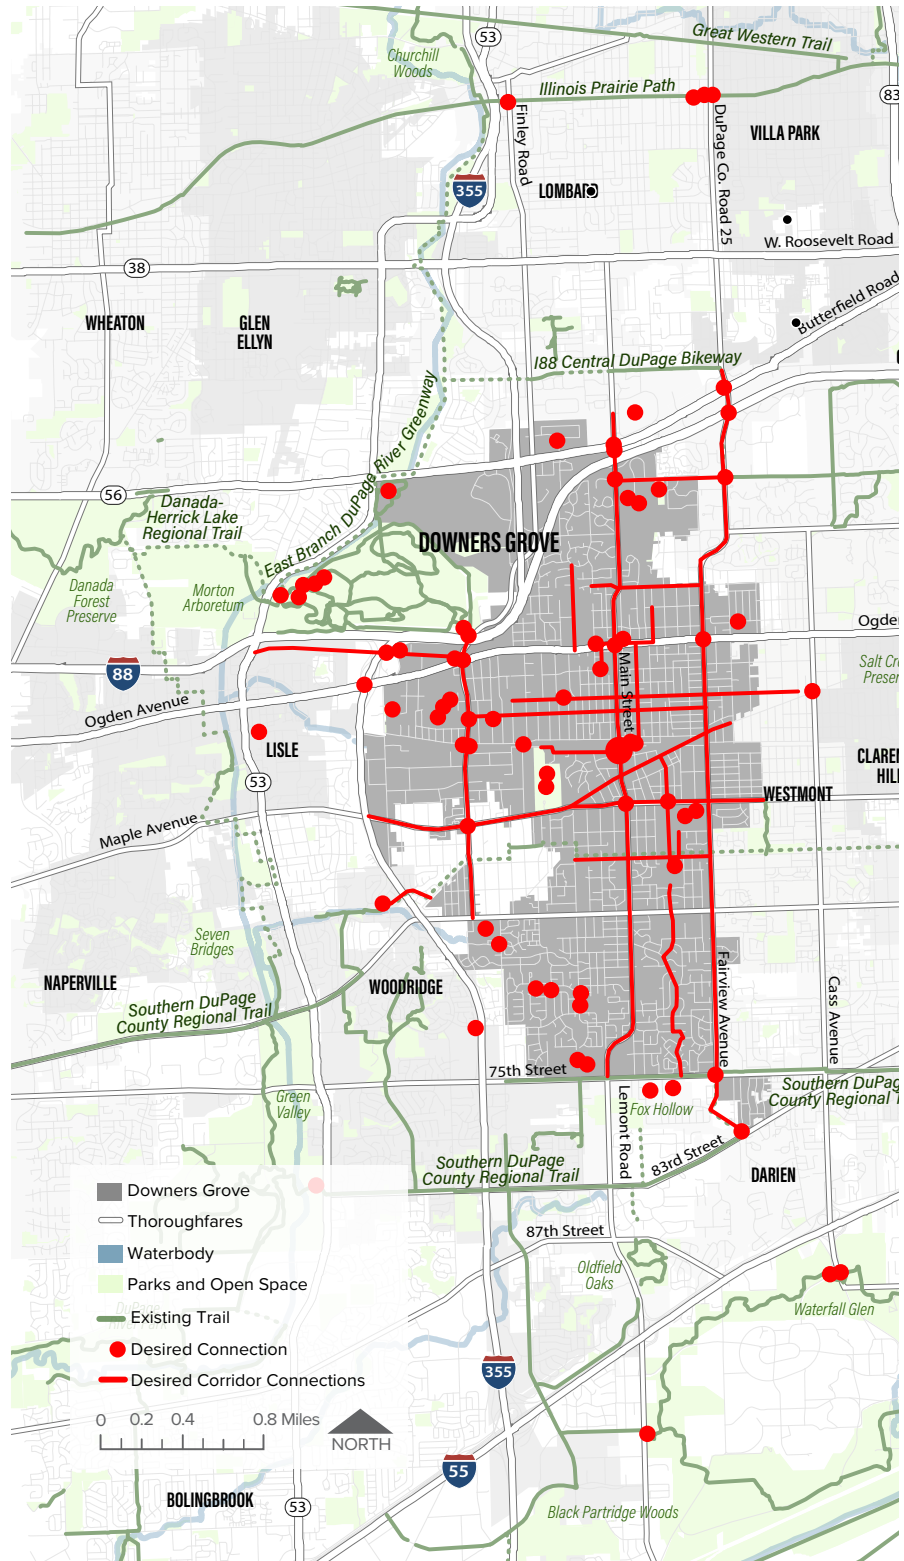 53
Great Western Trail
Churchill
Woods
Illinois Prairie Path
83
Finley Road
DuPage Co. Road 25
VILLA PARK
355
LOMBARD
W. Roosevelt Road
38
Butterfield Road
WHEATON
GLEN
ELLYN
I88 Central DuPage Bikeway
East Branch DuPage River Greenway
56
Danada-
Herrick Lake
Regional Trail
DOWNERS GROVE
Danada
Forest
Preserve
Morton
Arboretum
Ogden
88
Main Street
Salt Cre
Preser
Ogden Avenue
LISLE
53
CLAREN
HILL
WESTMONT
Maple Avenue
Seven
Bridges
NAPERVILLE
WOODRIDGE
Fairview Avenue
Cass Avenue
Southern DuPage
County Regional Trail
75th Street
Green
Valley
Lemont Road
Fox Hollow
Southern DuPag
County Regional T
Southern DuPage
County Regional Trail
83rd Street
DARIEN
Downers Grove
Thoroughfares
87th Street
Waterbody
Oldfield
Oaks
Parks and Open Space
Waterfall Glen
Existing Trail
Desired Connection
355
Desired Corridor Connections
0 0.2 0.4 0.8 Miles
NORTH
55
BOLINGBROOK
53
Black Partridge Woods